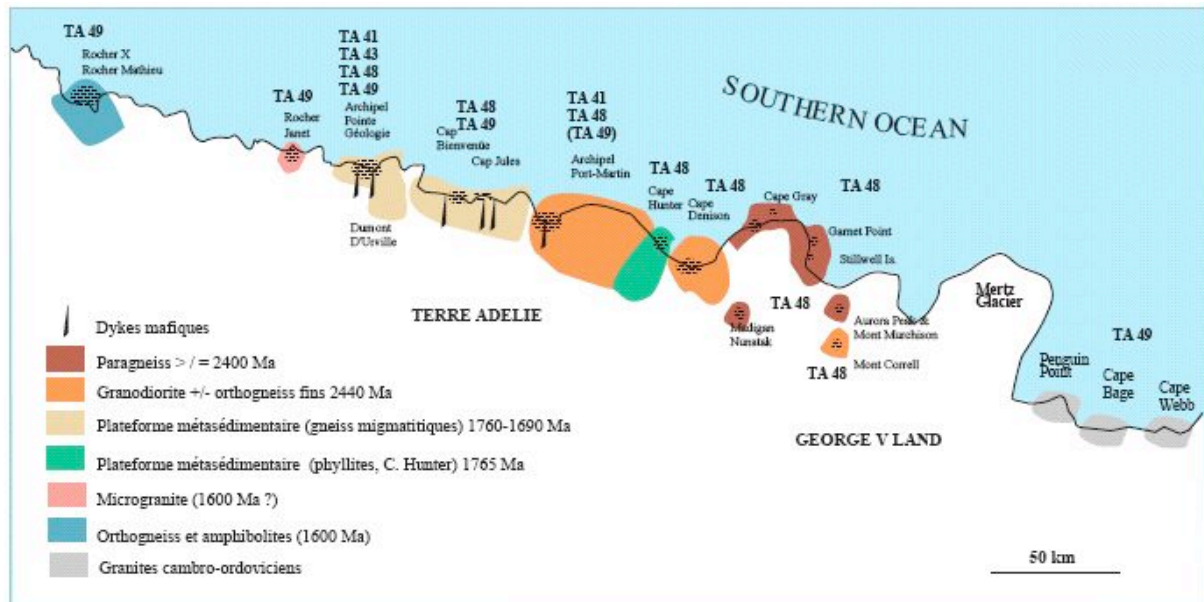 TA 49
Rocher X
Rocher Mathieu
TA 49
Rocher
Janet
TA 41
TA 43
TA 48
TA 49
Archipel
Pointe
Géologie
Dumont
D'Urville
TA 48
TA 49
Cap
Bienvenüe
Cap Jules
TA 41
TA 48
(TA 49)
Archipel
Port-Martin
TA 48
Cape
Hunter
TA 48
Cape
Denison
SOUTHERN OCEAN
Cape Gray
TA 48
Garnet Point
Stillwell Is.
TA 48
Madigan
Nunatak
Aurora Peak &
Mont Murchison
Mont Correll
TA 48
Mertz
Glacier
TA 49
Penguin
Point
Cape
Bage
Cape
Webb
TERRE ADELIE
GEORGE V LAND
Dykes mafiques
Paragneiss > / = 2400 Ma
Granodiorite +/- orthogneiss fins 2440 Ma
Plateforme métasédimentaire (gneiss migmatitiques) 1760-1690 Ma
Plateforme métasédimentaire (phyllites, C. Hunter) 1765 Ma
Microgranite (1600 Ma ?)
Orthogneiss et amphibolites (1600 Ma)
Granites cambro-ordoviciens
50 km